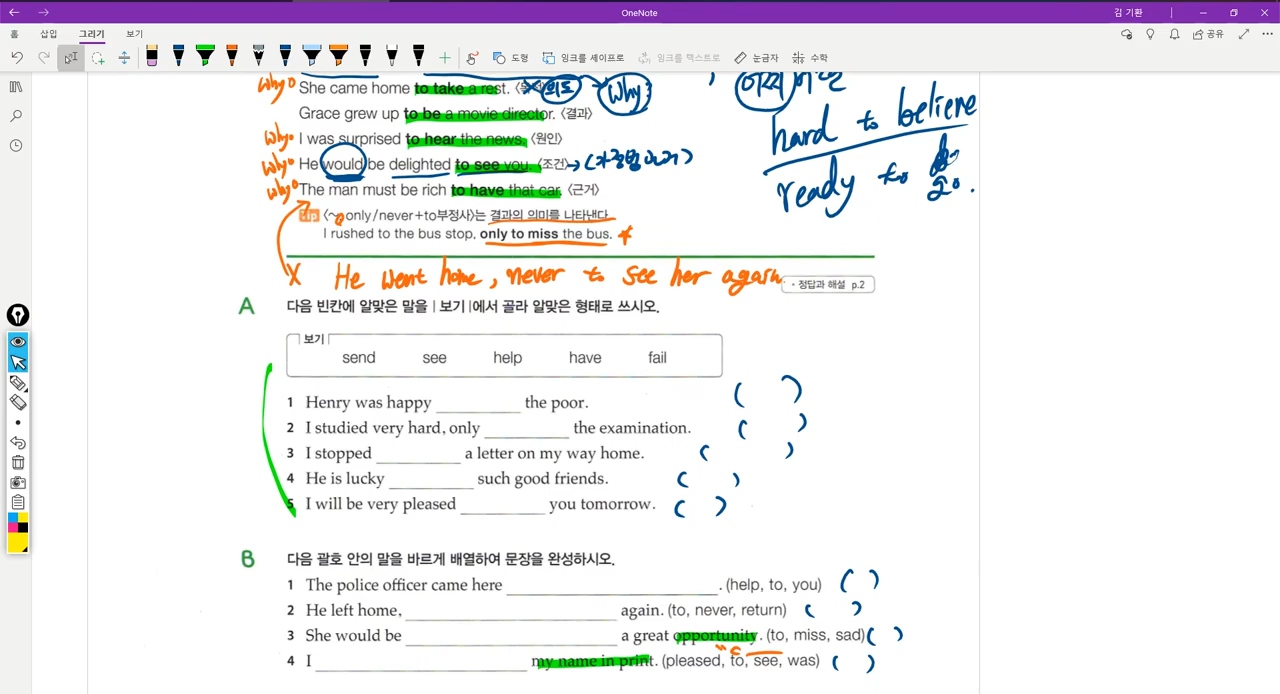 OneNote
김 기환
홈 삽입 그리기 보기
공유
도형 잉크를 셰이프로 잉크를 텍스트로 눈금자 수학
Why? She came home to take a rest. 의도 Why?
Grace grew up to be a movie director. <결과>
Why? I was surprised to hear the news. <원인>
Why? He would be delighted to see you. <조건>
Why? The man must be rich to have that car. <근거>
hard to believe
ready to go.
tip <~ only/never+to부정사>는 결과의 의미를 나타낸다.
I rushed to the bus stop, only to miss the bus.
X He went home, never to see her again
• 정답과 해설 p.2
A 다음 빈칸에 알맞은 말을 | 보기 |에서 골라 알맞은 형태로 쓰시오.
보기
send see help have fail
1 Henry was happy __________ the poor. ( )
2 I studied very hard, only __________ the examination. ( )
3 I stopped __________ a letter on my way home. ( )
4 He is lucky __________ such good friends. ( )
5 I will be very pleased __________ you tomorrow. ( )
B 다음 괄호 안의 말을 바르게 배열하여 문장을 완성하시오.
1 The police officer came here __________. (help, to, you) ( )
2 He left home, __________ again. (to, never, return) ( )
3 She would be __________ a great opportunity. (to, miss, sad) ( )
4 I __________ my name in print. (pleased, to, see, was) ( )